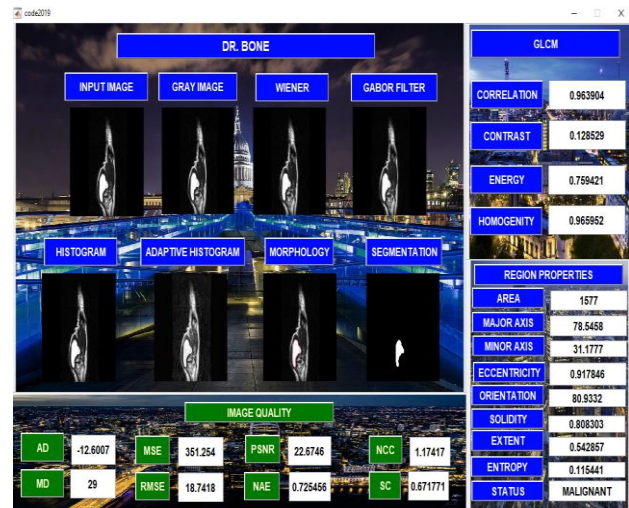 code2019
DR. BONE
INPUT IMAGE GRAY IMAGE WIENER GABOR FILTER
HISTOGRAM ADAPTIVE HISTOGRAM MORPHOLOGY SEGMENTATION
IMAGE QUALITY
AD -12.6007 MSE 351.254 PSNR 22.6746 NCC 1.17417
MD 29 RMSE 18.7418 NAE 0.725456 SC 0.671771
GLCM
CORRELATION 0.963904
CONTRAST 0.128529
ENERGY 0.759421
HOMOGENITY 0.965952
REGION PROPERTIES
AREA 1577
MAJOR AXIS 78.5458
MINOR AXIS 31.1777
ECCENTRICITY 0.917846
ORIENTATION 80.9332
SOLIDITY 0.808303
EXTENT 0.542857
ENTROPY 0.115441
STATUS MALIGNANT